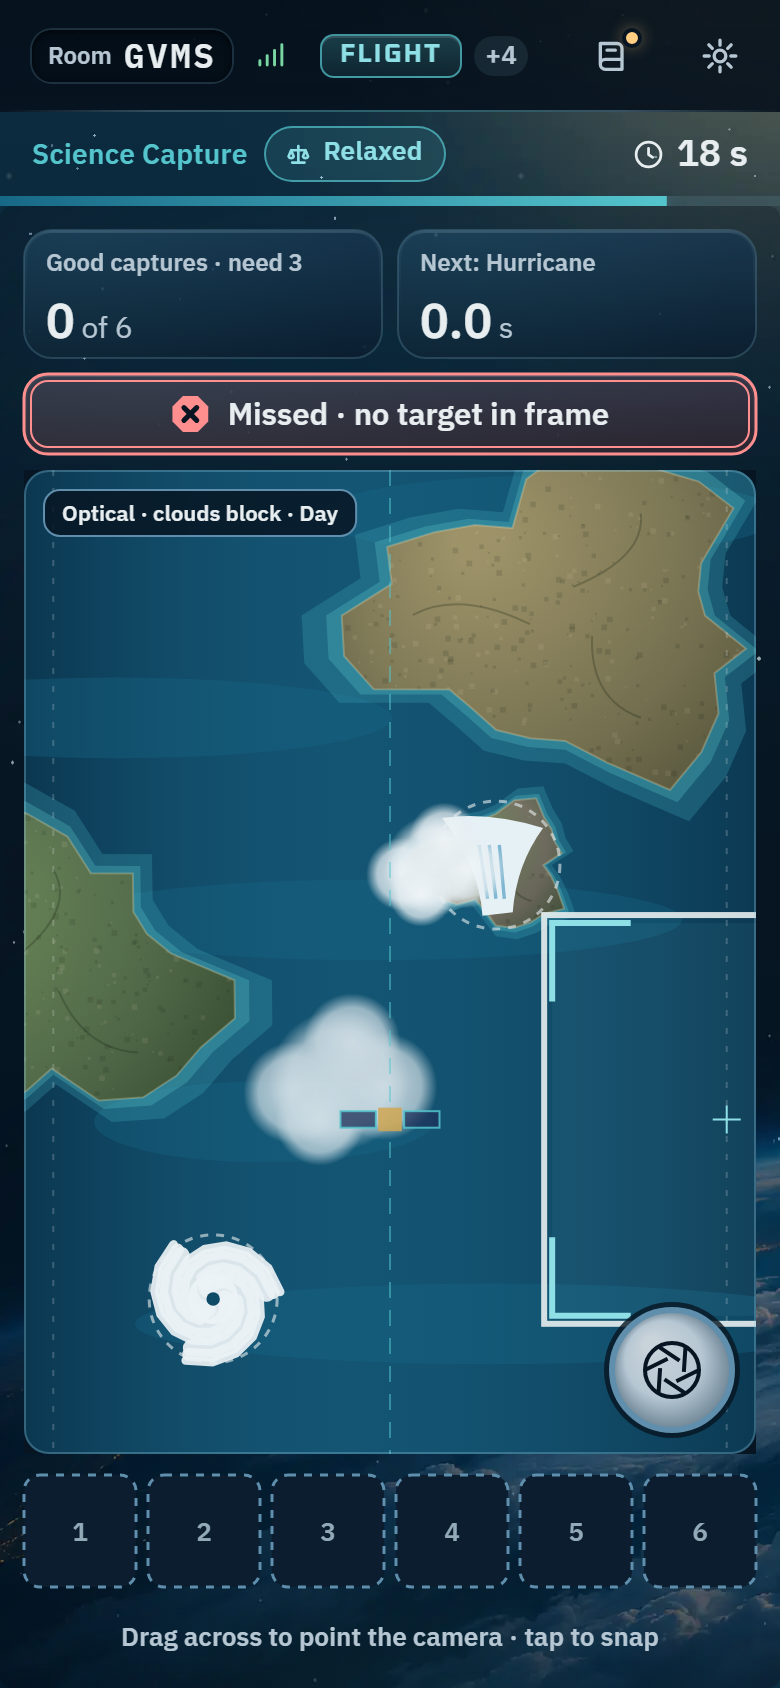 Room GVMS FLIGHT +4
Science Capture Relaxed 18 s
Good captures · need 3
0 of 6
Next: Hurricane
0.0 s
Missed · no target in frame
Optical · clouds block · Day
1 2 3 4 5 6
Drag across to point the camera · tap to snap